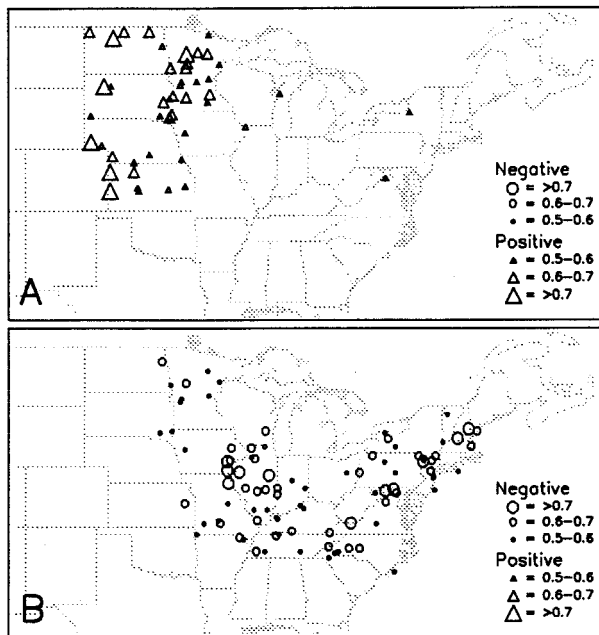 Negative
= >0.7
= 0.6–0.7
= 0.5–0.6
Positive
= 0.5–0.6
= 0.6–0.7
= >0.7
A
Negative
= >0.7
= 0.6–0.7
= 0.5–0.6
Positive
= 0.5–0.6
= 0.6–0.7
= >0.7
B